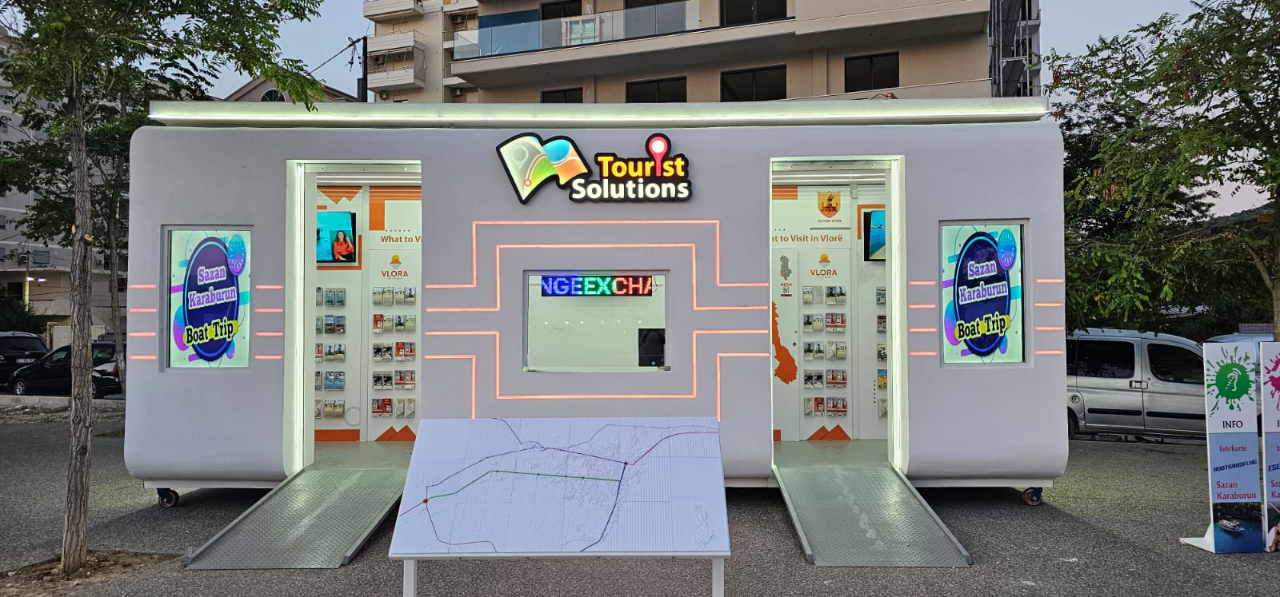 Tourist
Solutions
NGEEXCHA
Sazan
Karaburun
Boat Trip
What to V
VLORA
at to Visit in Vlorë
VLORA
Sazan
Karaburun
Boat Trip
INFO
Sazan
Karaburun